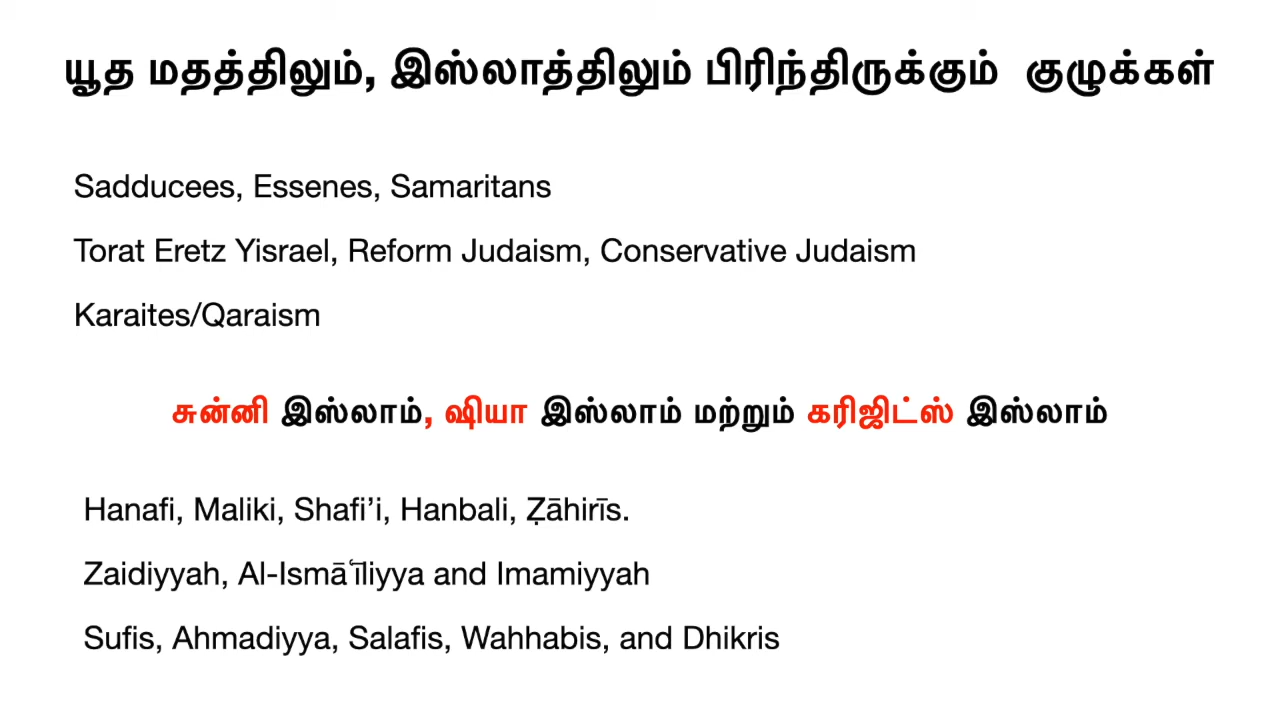 யூத மதத்திலும், இஸ்லாத்திலும் பிரிந்திருக்கும் குழுக்கள்
Sadducees, Essenes, Samaritans
Torat Eretz Yisrael, Reform Judaism, Conservative Judaism
Karaites/Qaraism
சுன்னி இஸ்லாம், ஷியா இஸ்லாம் மற்றும் கரிஜிட்ஸ் இஸ்லாம்
Hanafi, Maliki, Shafi’i, Hanbali, Ẓāhirīs.
Zaidiyyah, Al-Ismāʿīliyya and Imamiyyah
Sufis, Ahmadiyya, Salafis, Wahhabis, and Dhikris